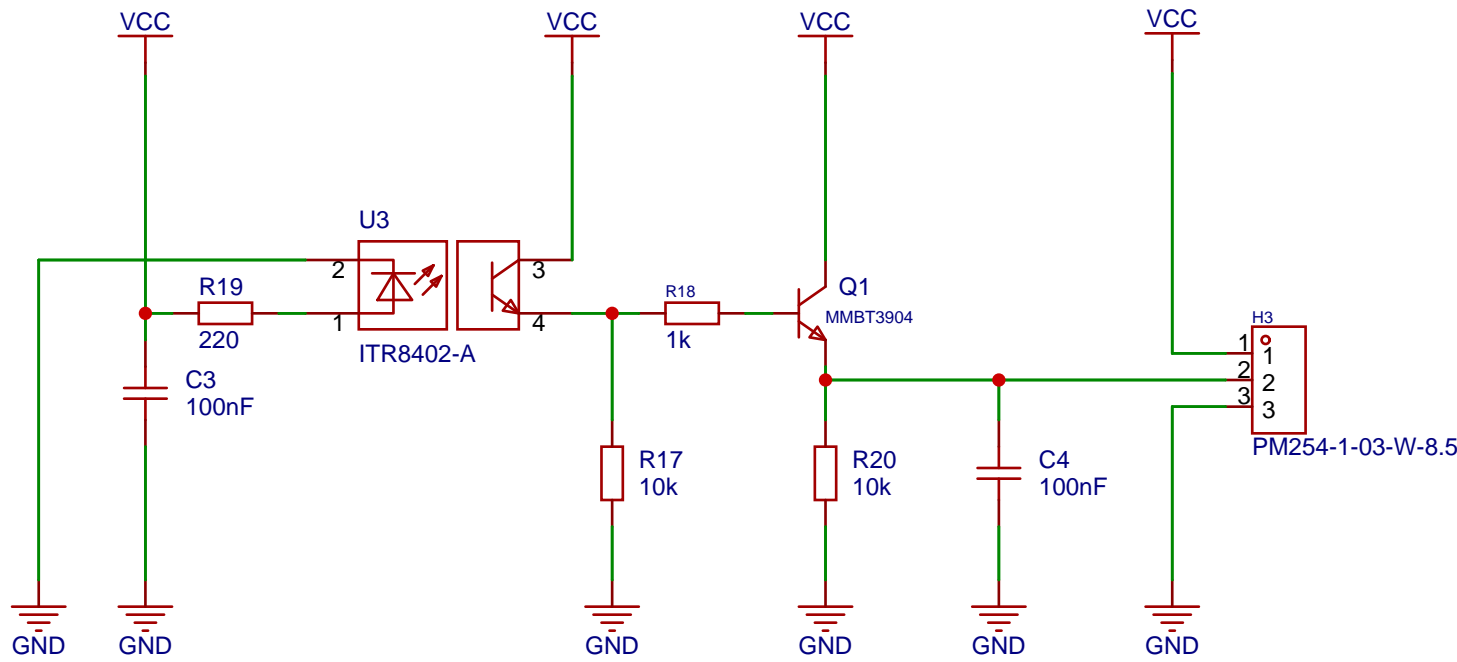 VCC
VCC
VCC
VCC
U3
2
3
R19
220
1
4
ITR8402-A
C3
100nF
R18
1k
Q1
MMBT3904
H3
1
1
2
2
3
3
PM254-1-03-W-8.5
R17
10k
R20
10k
C4
100nF
GND
GND
GND
GND
GND
GND